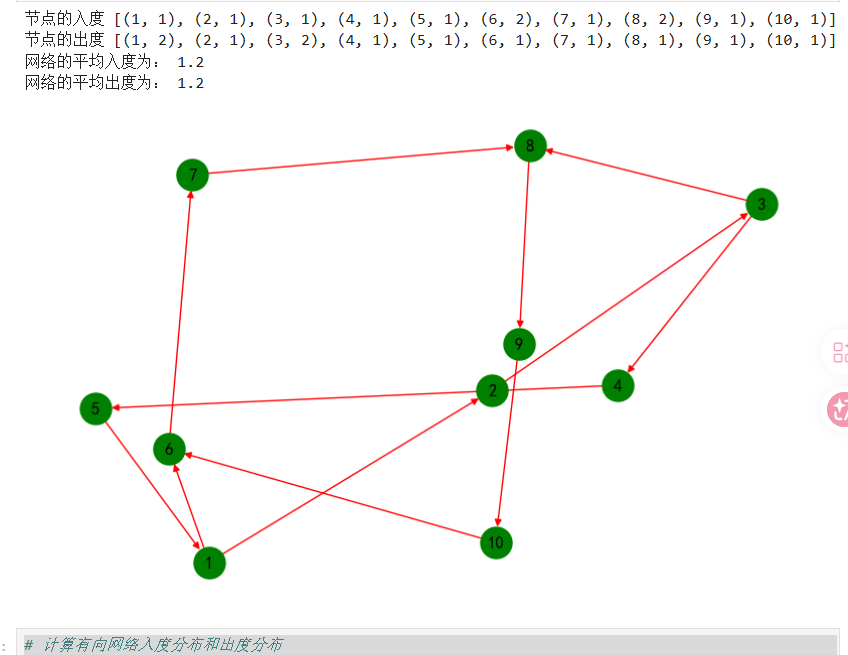 节点的入度 [(1, 1), (2, 1), (3, 1), (4, 1), (5, 1), (6, 2), (7, 1), (8, 2), (9, 1), (10, 1)]
节点的出度 [(1, 2), (2, 1), (3, 2), (4, 1), (5, 1), (6, 1), (7, 1), (8, 1), (9, 1), (10, 1)]
网络的平均入度为： 1.2
网络的平均出度为： 1.2
8
7
3
9
4
2
5
6
10
1
: # 计算有向网络入度分布和出度分布